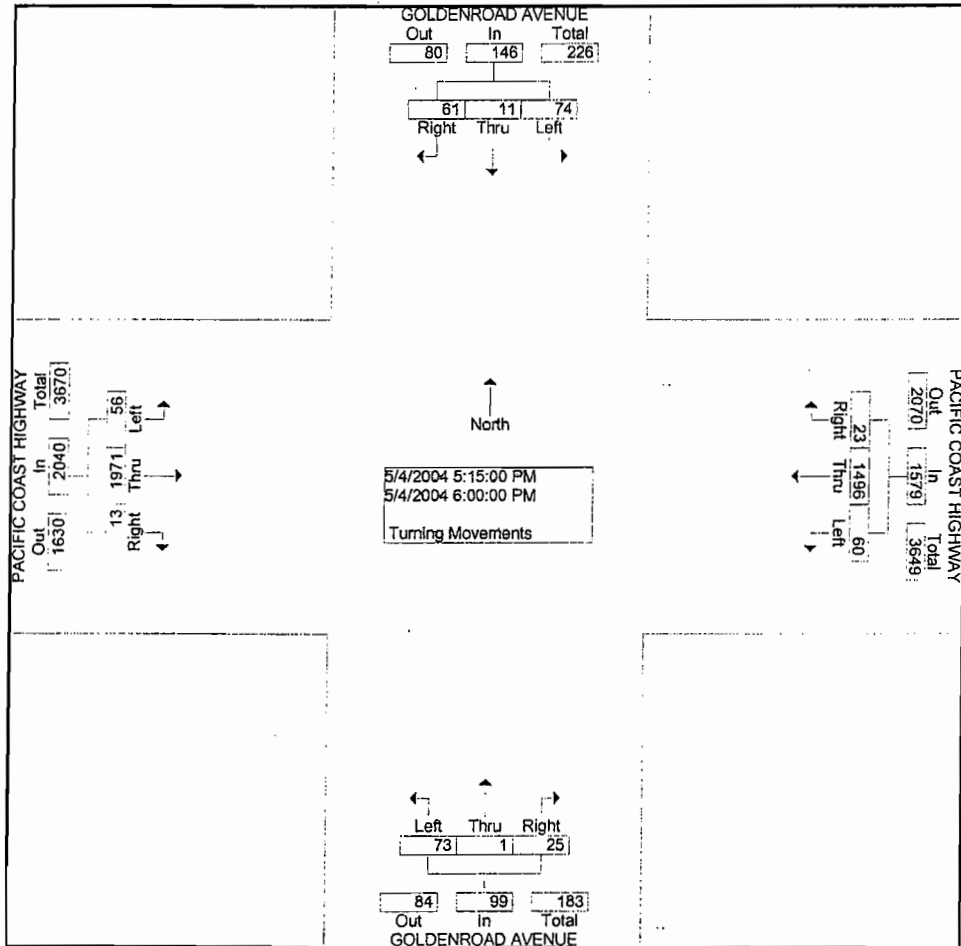 GOLDENROAD AVENUE
Out In Total
80 146 226
61 11 74
Right Thru Left
PACIFIC COAST HIGHWAY
Total In Out
3670 2040 1630
56 1971 13
Left Thru Right
North
5/4/2004 5:15:00 PM
5/4/2004 6:00:00 PM
Turning Movements
PACIFIC COAST HIGHWAY
Out In Total
2070 1579 3649
23 1496 60
Right Thru Left
Left Thru Right
73 1 25
84 99 183
Out In Total
GOLDENROAD AVENUE